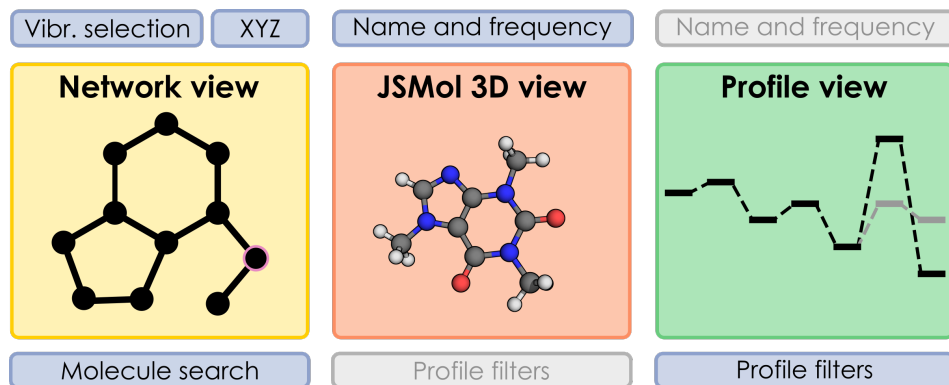 Vibr. selection
XYZ
Name and frequency
Name and frequency
Network view
JSMol 3D view
Profile view
Molecule search
Profile filters
Profile filters